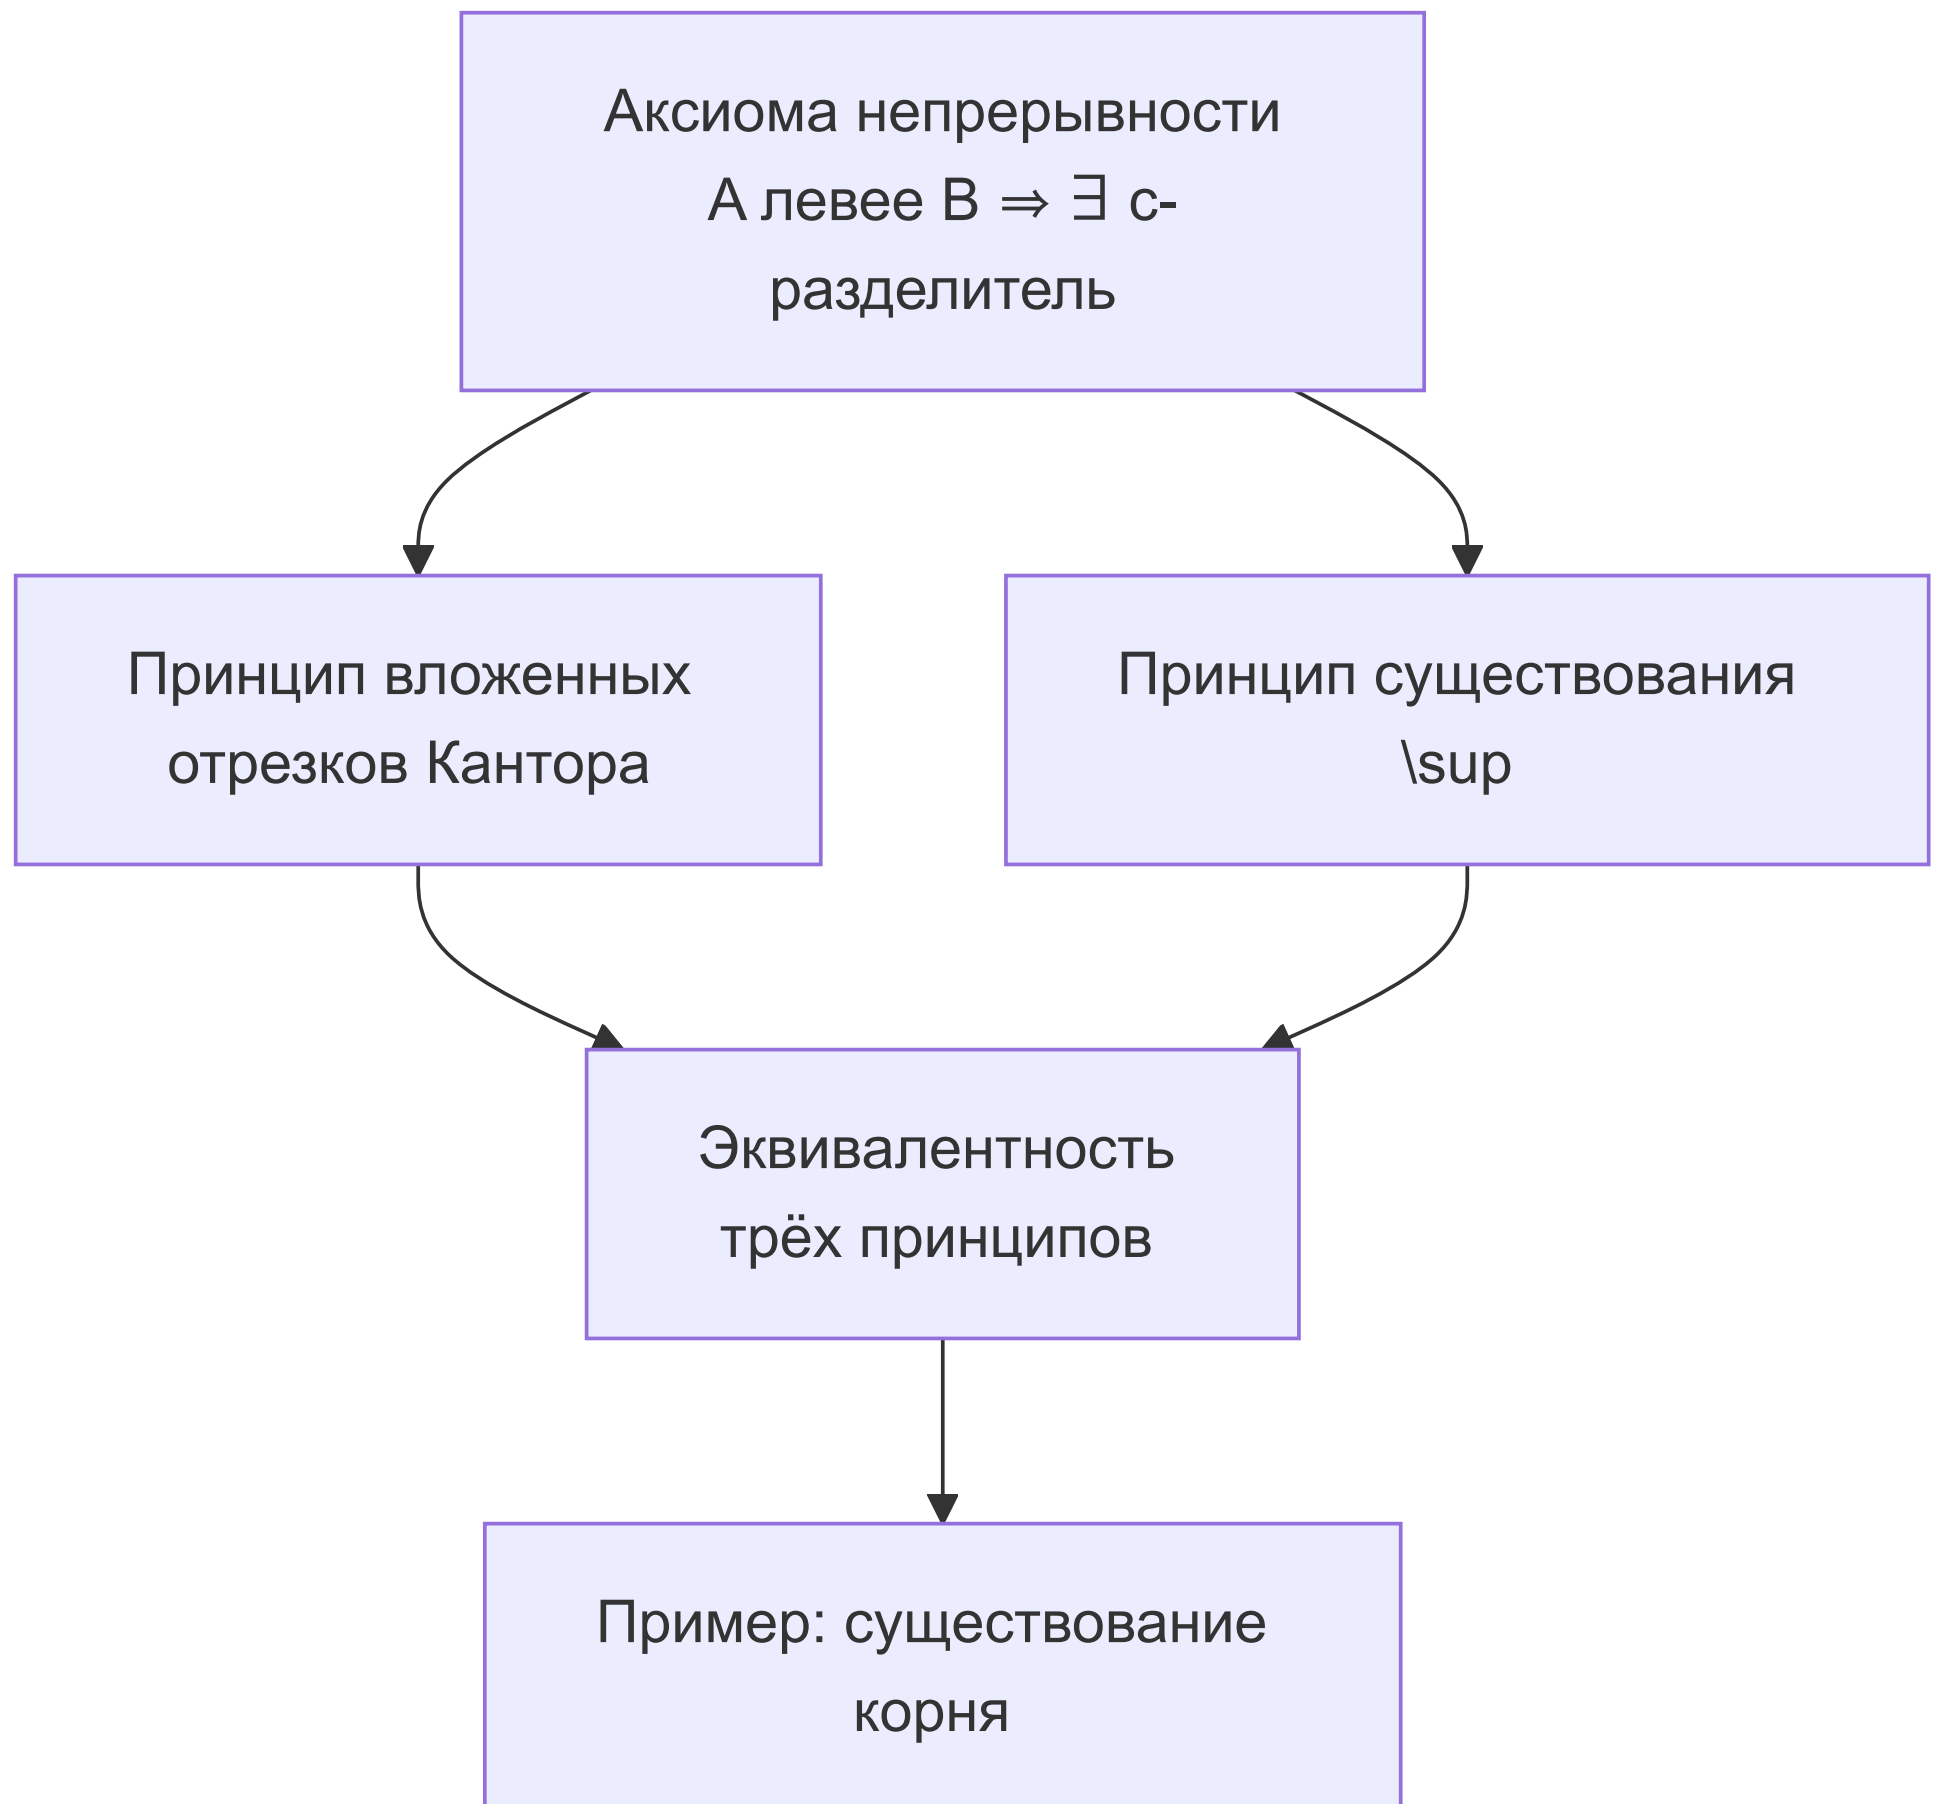 Аксиома непрерывности
A левее B ⇒ ∃ c-
разделитель
Принцип вложенных
отрезков Кантора
Принцип существования
\sup
Эквивалентность
трёх принципов
Пример: существование
корня